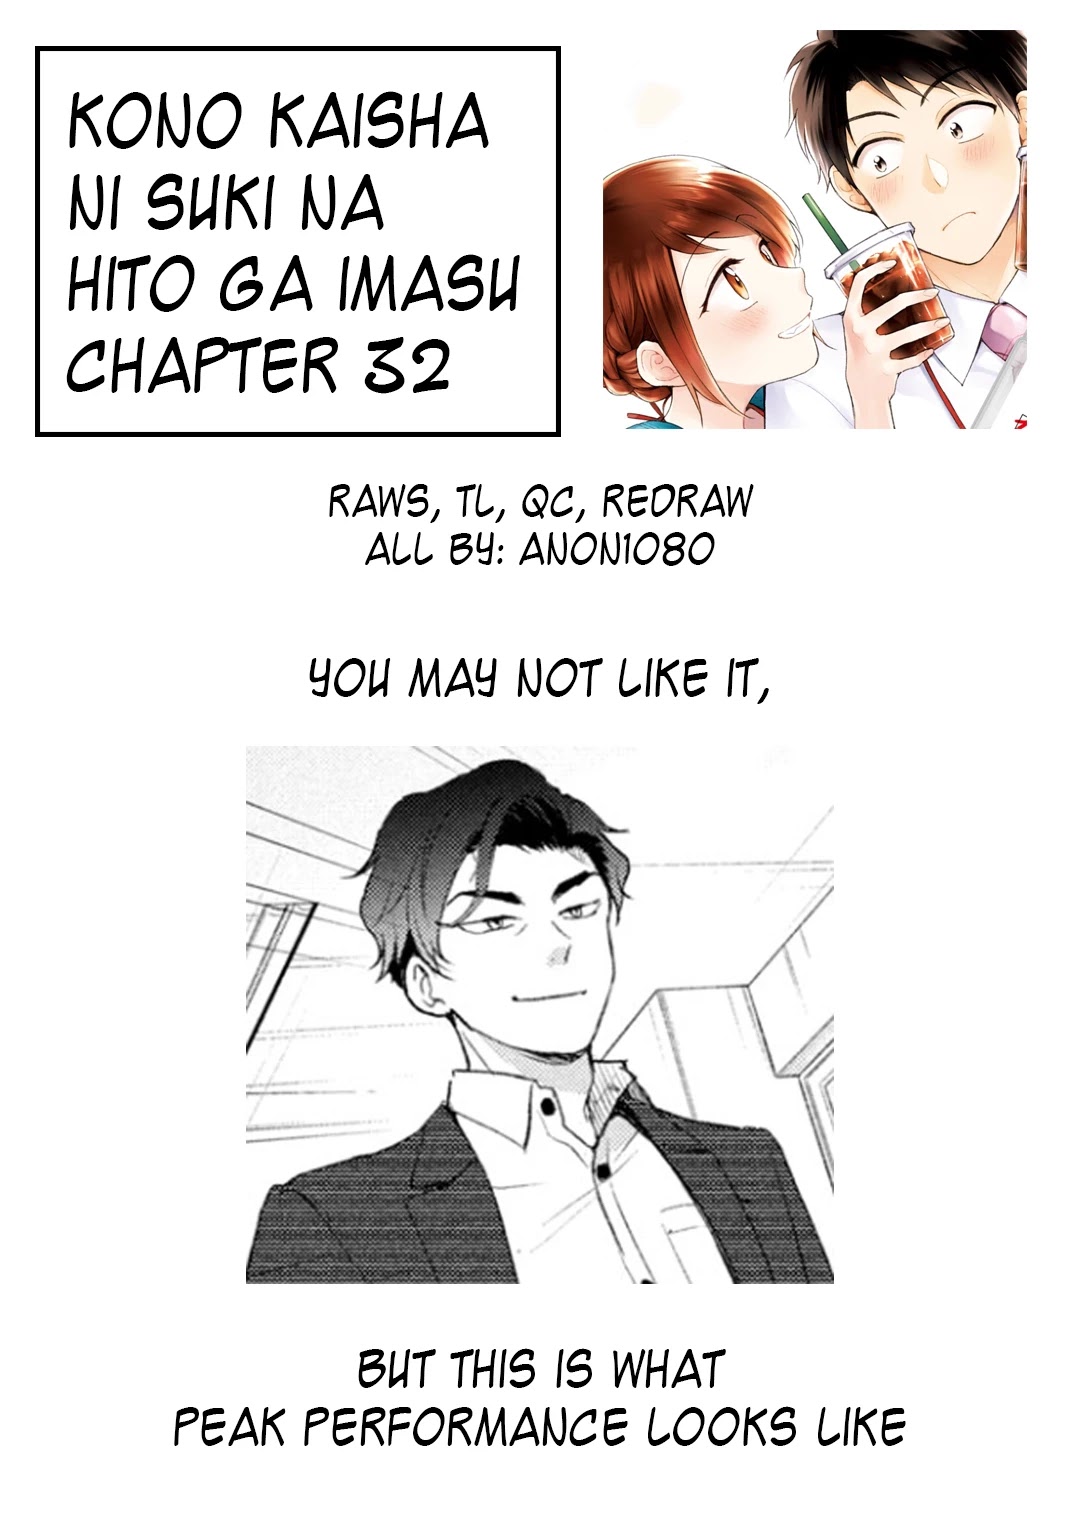 KONO KAISHA
NI SUKI NA
HITO GA IMASU
CHAPTER 32
RAWS, TL, QC, REDRAW
ALL BY: ANON1080
YOU MAY NOT LIKE IT,
BUT THIS IS WHAT
PEAK PERFORMANCE LOOKS LIKE